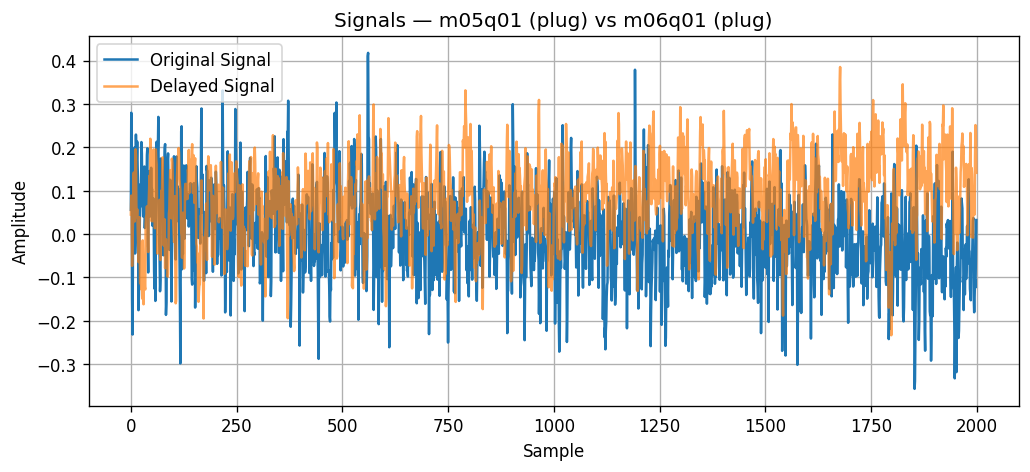 Signals — m05q01 (plug) vs m06q01 (plug)
Original Signal
Delayed Signal
Amplitude
0.4
0.3
0.2
0.1
0.0
−0.1
−0.2
−0.3
0 250 500 750 1000 1250 1500 1750 2000
Sample